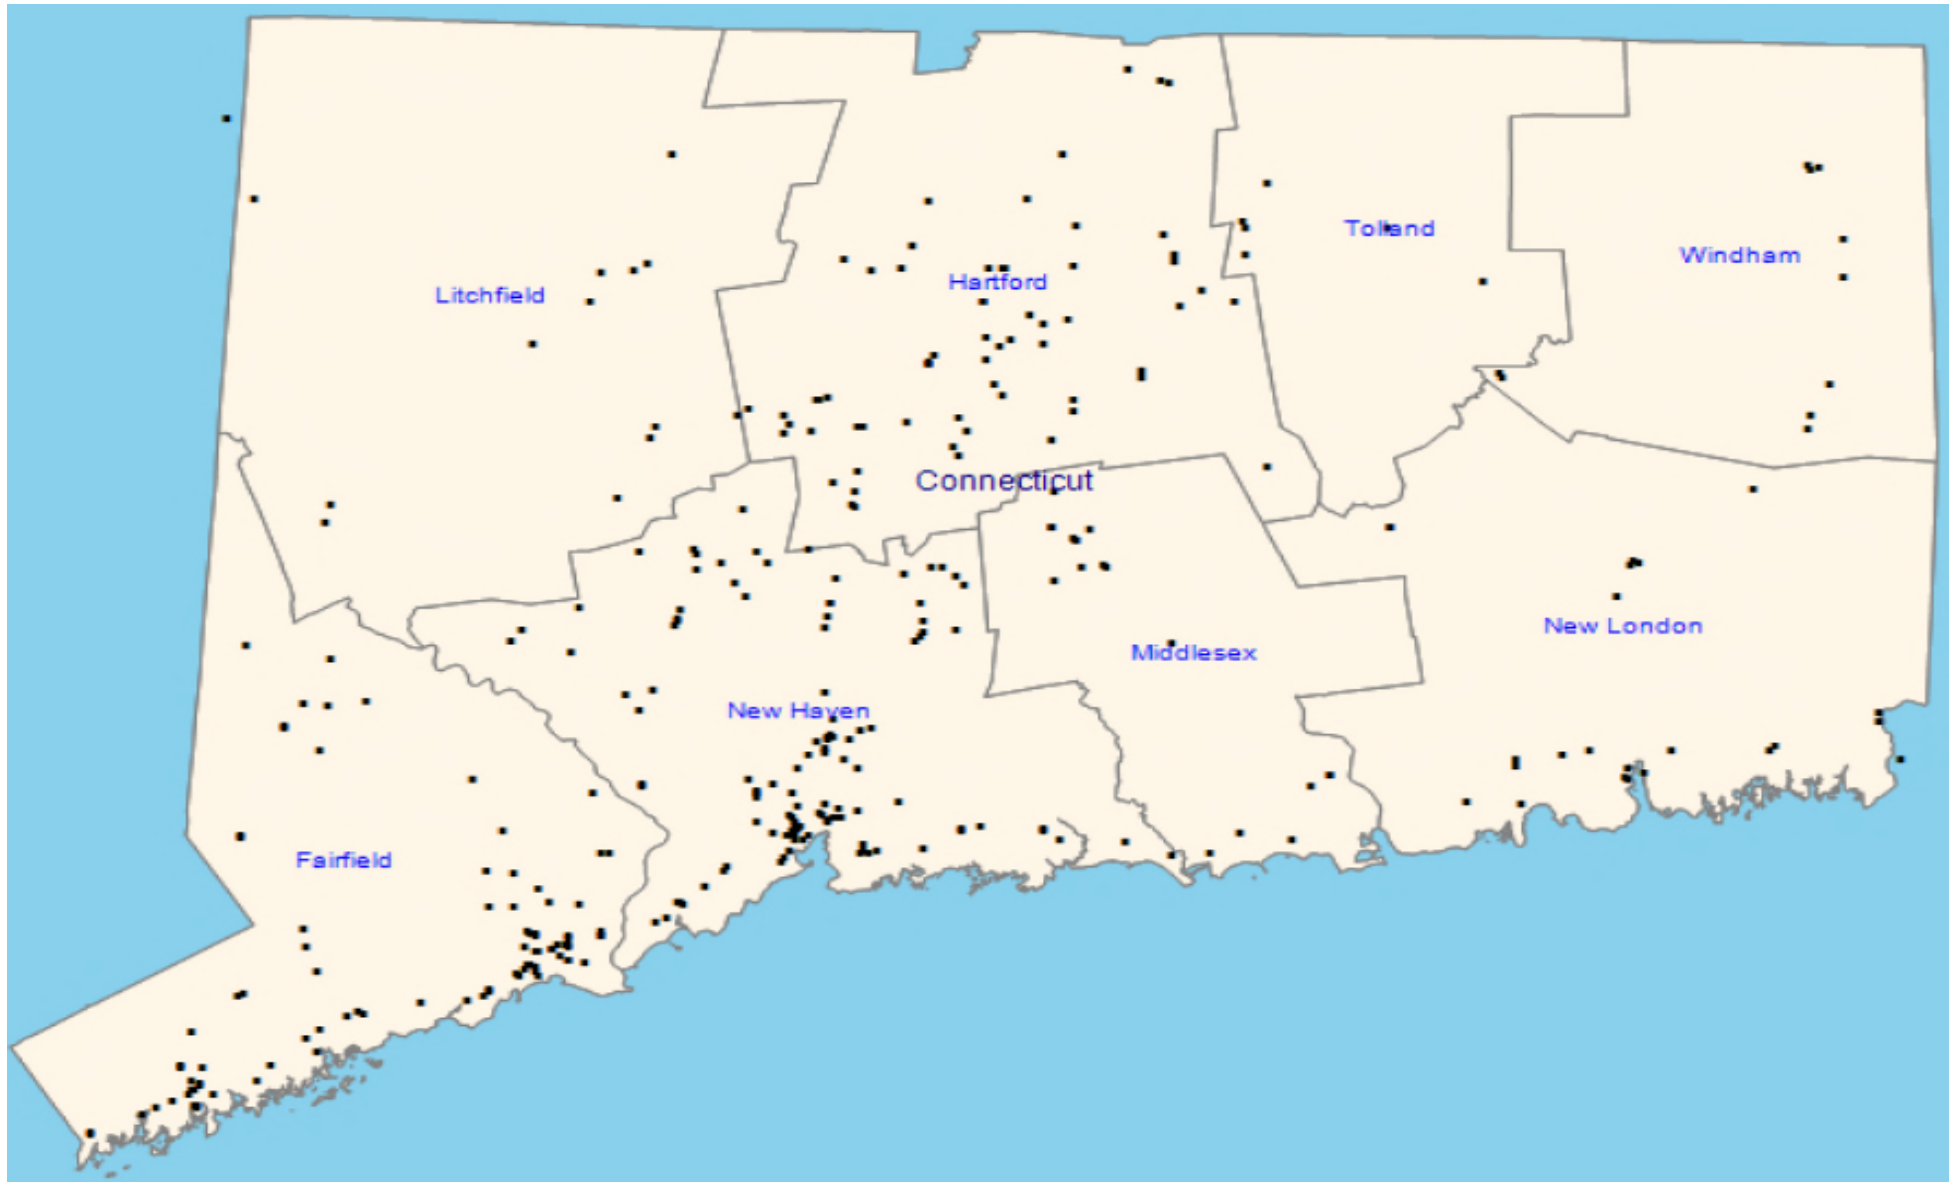 Tolland
Windham
Hartford
Litchfield
Connecticut
New London
Middlesex
New Haven
Fairfield